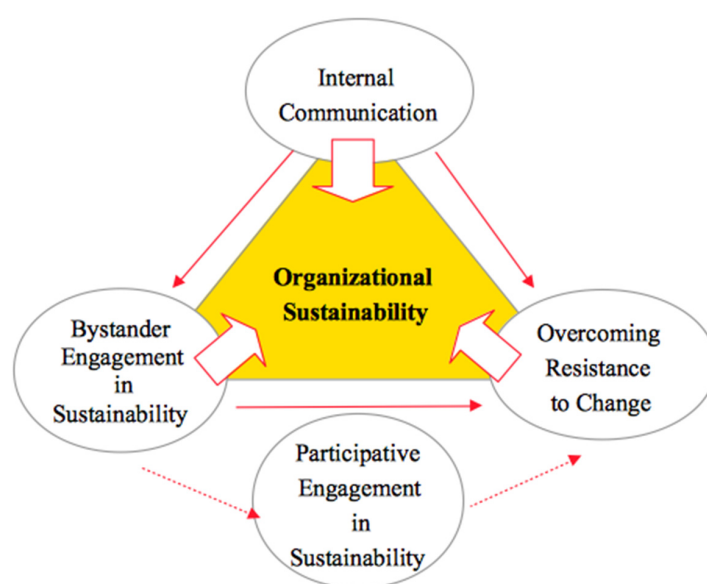 Internal
Communication
Organizational
Sustainability
Bystander
Engagement
in
Sustainability
Overcoming
Resistance
to Change
Participative
Engagement
in
Sustainability